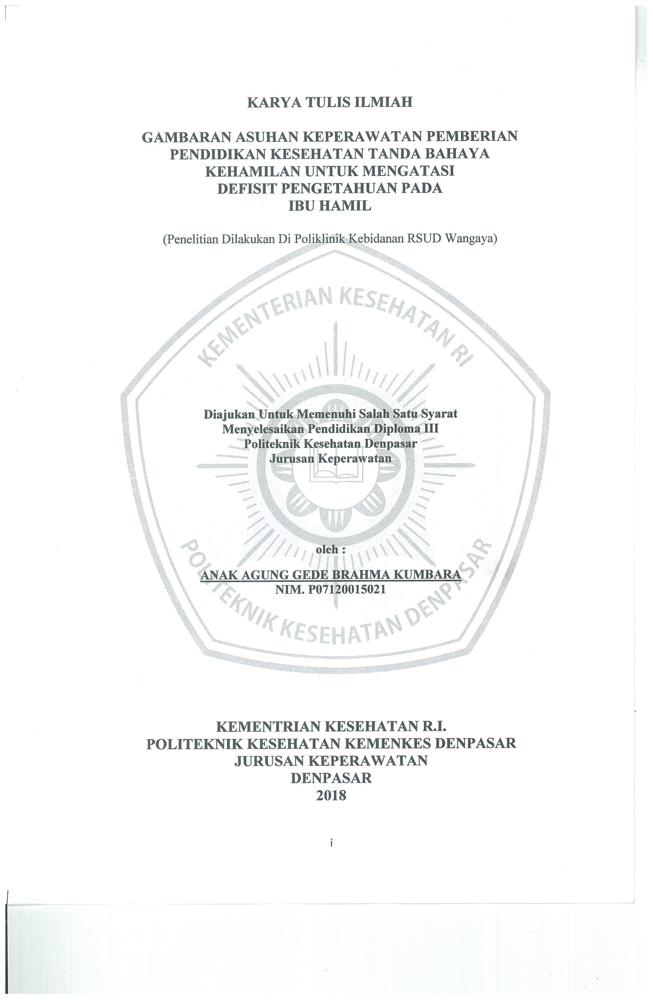 KARYA TULIS ILMIAH
GAMBARAN ASUHAN KEPERAWATAN PEMBERIAN
PENDIDIKAN KESEHATAN TANDA BAHAYA
KEHAMILAN UNTUK MENGATASI
DEFISIT PENGETAHUAN PADA
IBU HAMIL
(Penelitian Dilakukan Di Poliklinik Kebidanan RSUD Wangaya)
KEMENTERIAN KESEHATAN RI
Diajukan Untuk Memenuhi Salah Satu Syarat
Menyelesaikan Pendidikan Diploma III
Politeknik Kesehatan Denpasar
Jurusan Keperawatan
oleh :
ANAK AGUNG GEDE BRAHMA KUMBARA
NIM. P07120015021
POLITEKNIK KESEHATAN DENPASAR
KEMENTRIAN KESEHATAN R.I.
POLITEKNIK KESEHATAN KEMENKES DENPASAR
JURUSAN KEPERAWATAN
DENPASAR
2018
i